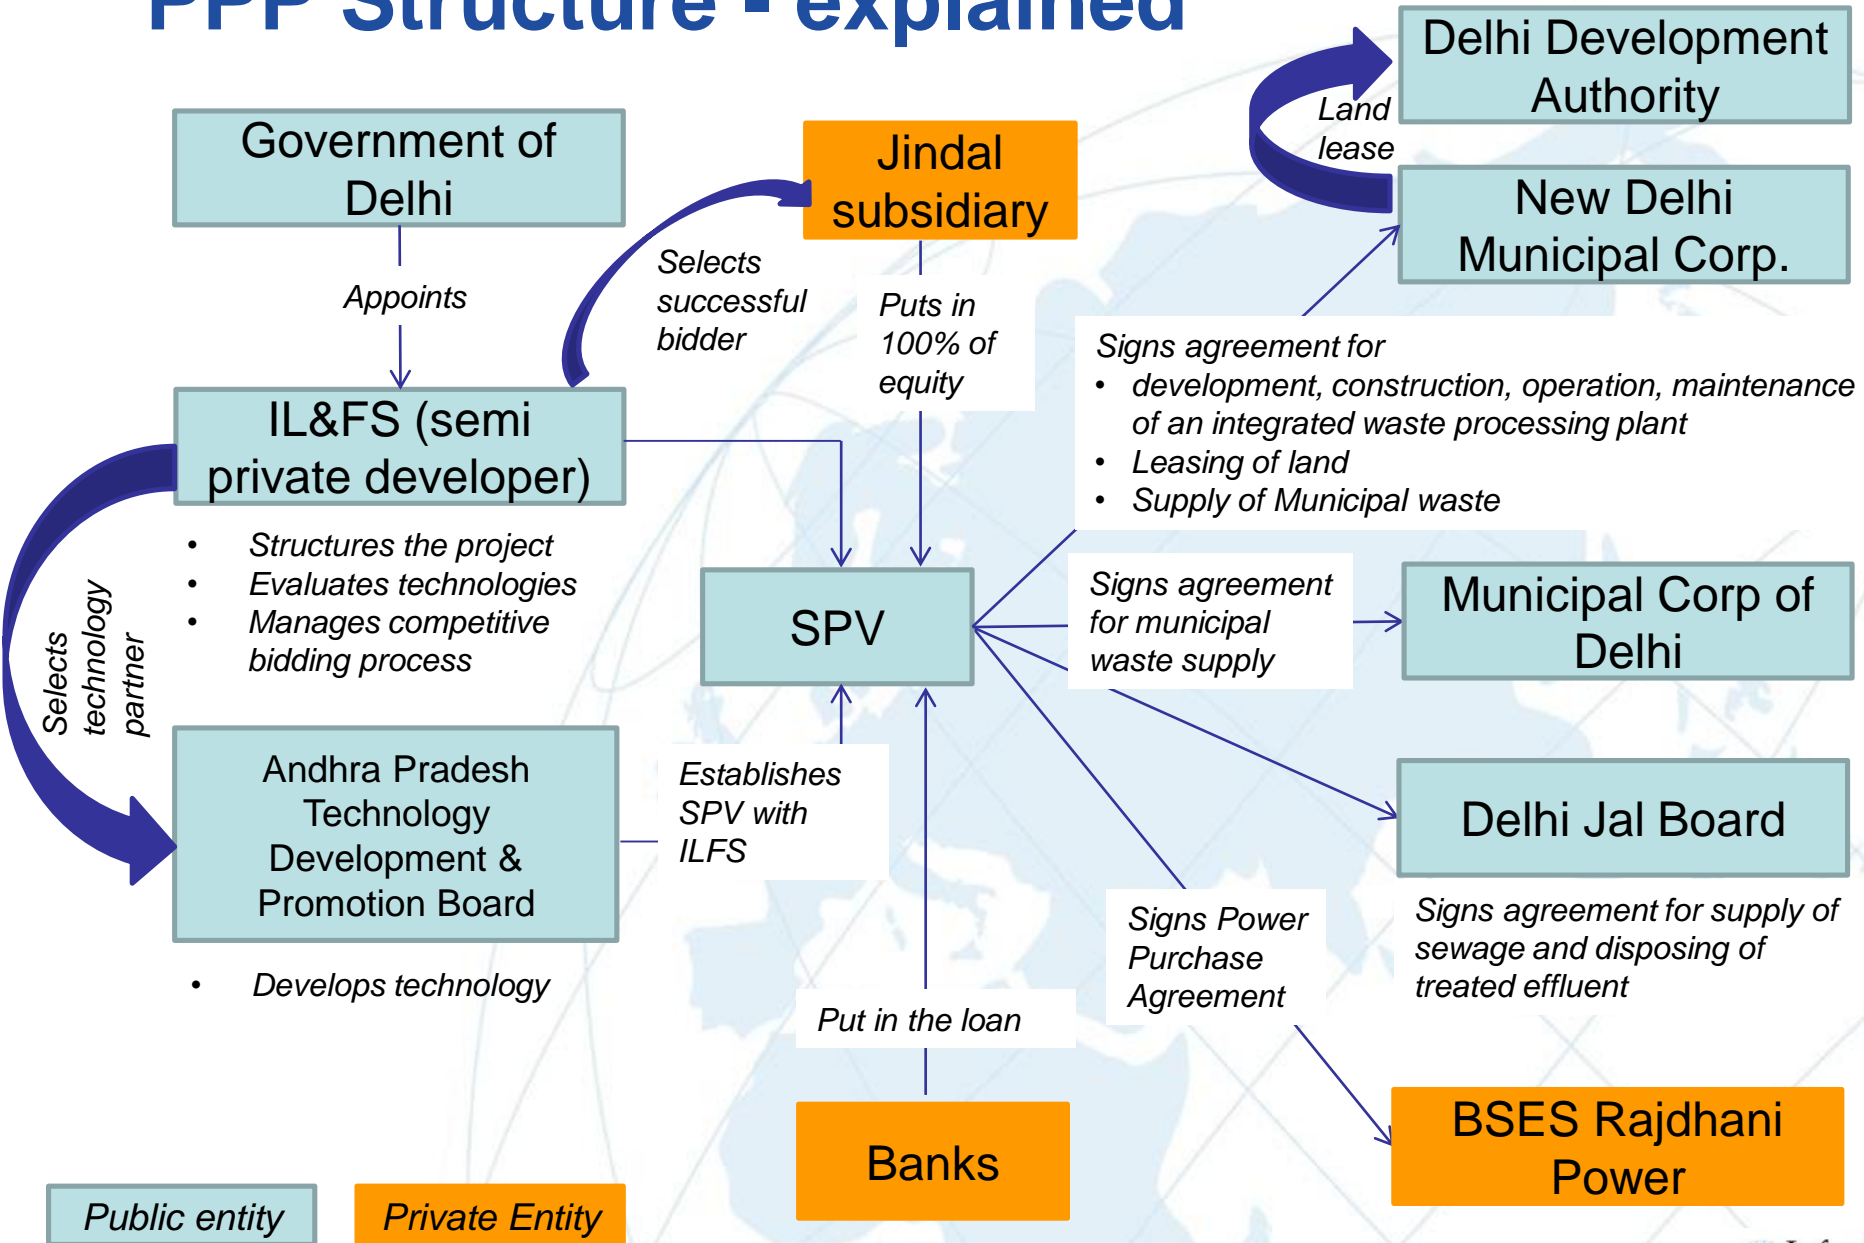 PPP Structure - explained
Delhi Development
Authority
Land
lease
New Delhi
Municipal Corp.
Government of
Delhi
Appoints
Jindal
subsidiary
Selects
successful
bidder
Puts in
100% of
equity
IL&FS (semi
private developer)
• Structures the project
• Evaluates technologies
• Manages competitive
bidding process
Selects
technology
partner
Signs agreement for
• development, construction, operation, maintenance
of an integrated waste processing plant
• Leasing of land
• Supply of Municipal waste
SPV
Signs agreement
for municipal
waste supply
Municipal Corp of
Delhi
Andhra Pradesh
Technology
Development &
Promotion Board
• Develops technology
Establishes
SPV with
ILFS
Delhi Jal Board
Signs agreement for supply of
sewage and disposing of
treated effluent
Signs Power
Purchase
Agreement
Put in the loan
Banks
BSES Rajdhani
Power
Public entity
Private Entity